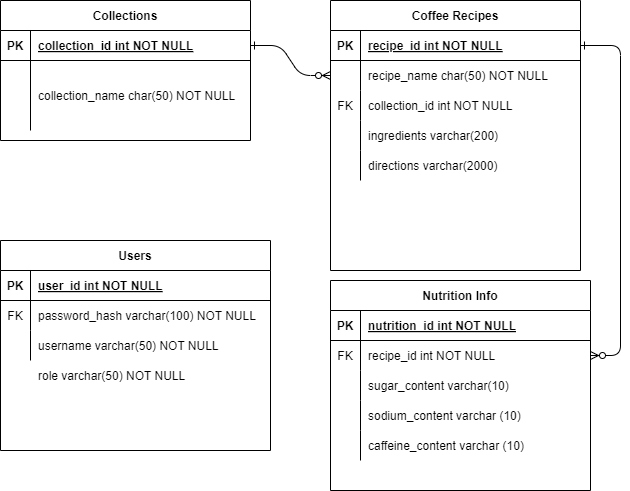 Collections
PK collection_id int NOT NULL
collection_name char(50) NOT NULL
Coffee Recipes
PK recipe_id int NOT NULL
recipe_name char(50) NOT NULL
FK collection_id int NOT NULL
ingredients varchar(200)
directions varchar(2000)
Users
PK user_id int NOT NULL
FK password_hash varchar(100) NOT NULL
username varchar(50) NOT NULL
role varchar(50) NOT NULL
Nutrition Info
PK nutrition_id int NOT NULL
FK recipe_id int NOT NULL
sugar_content varchar(10)
sodium_content varchar (10)
caffeine_content varchar (10)